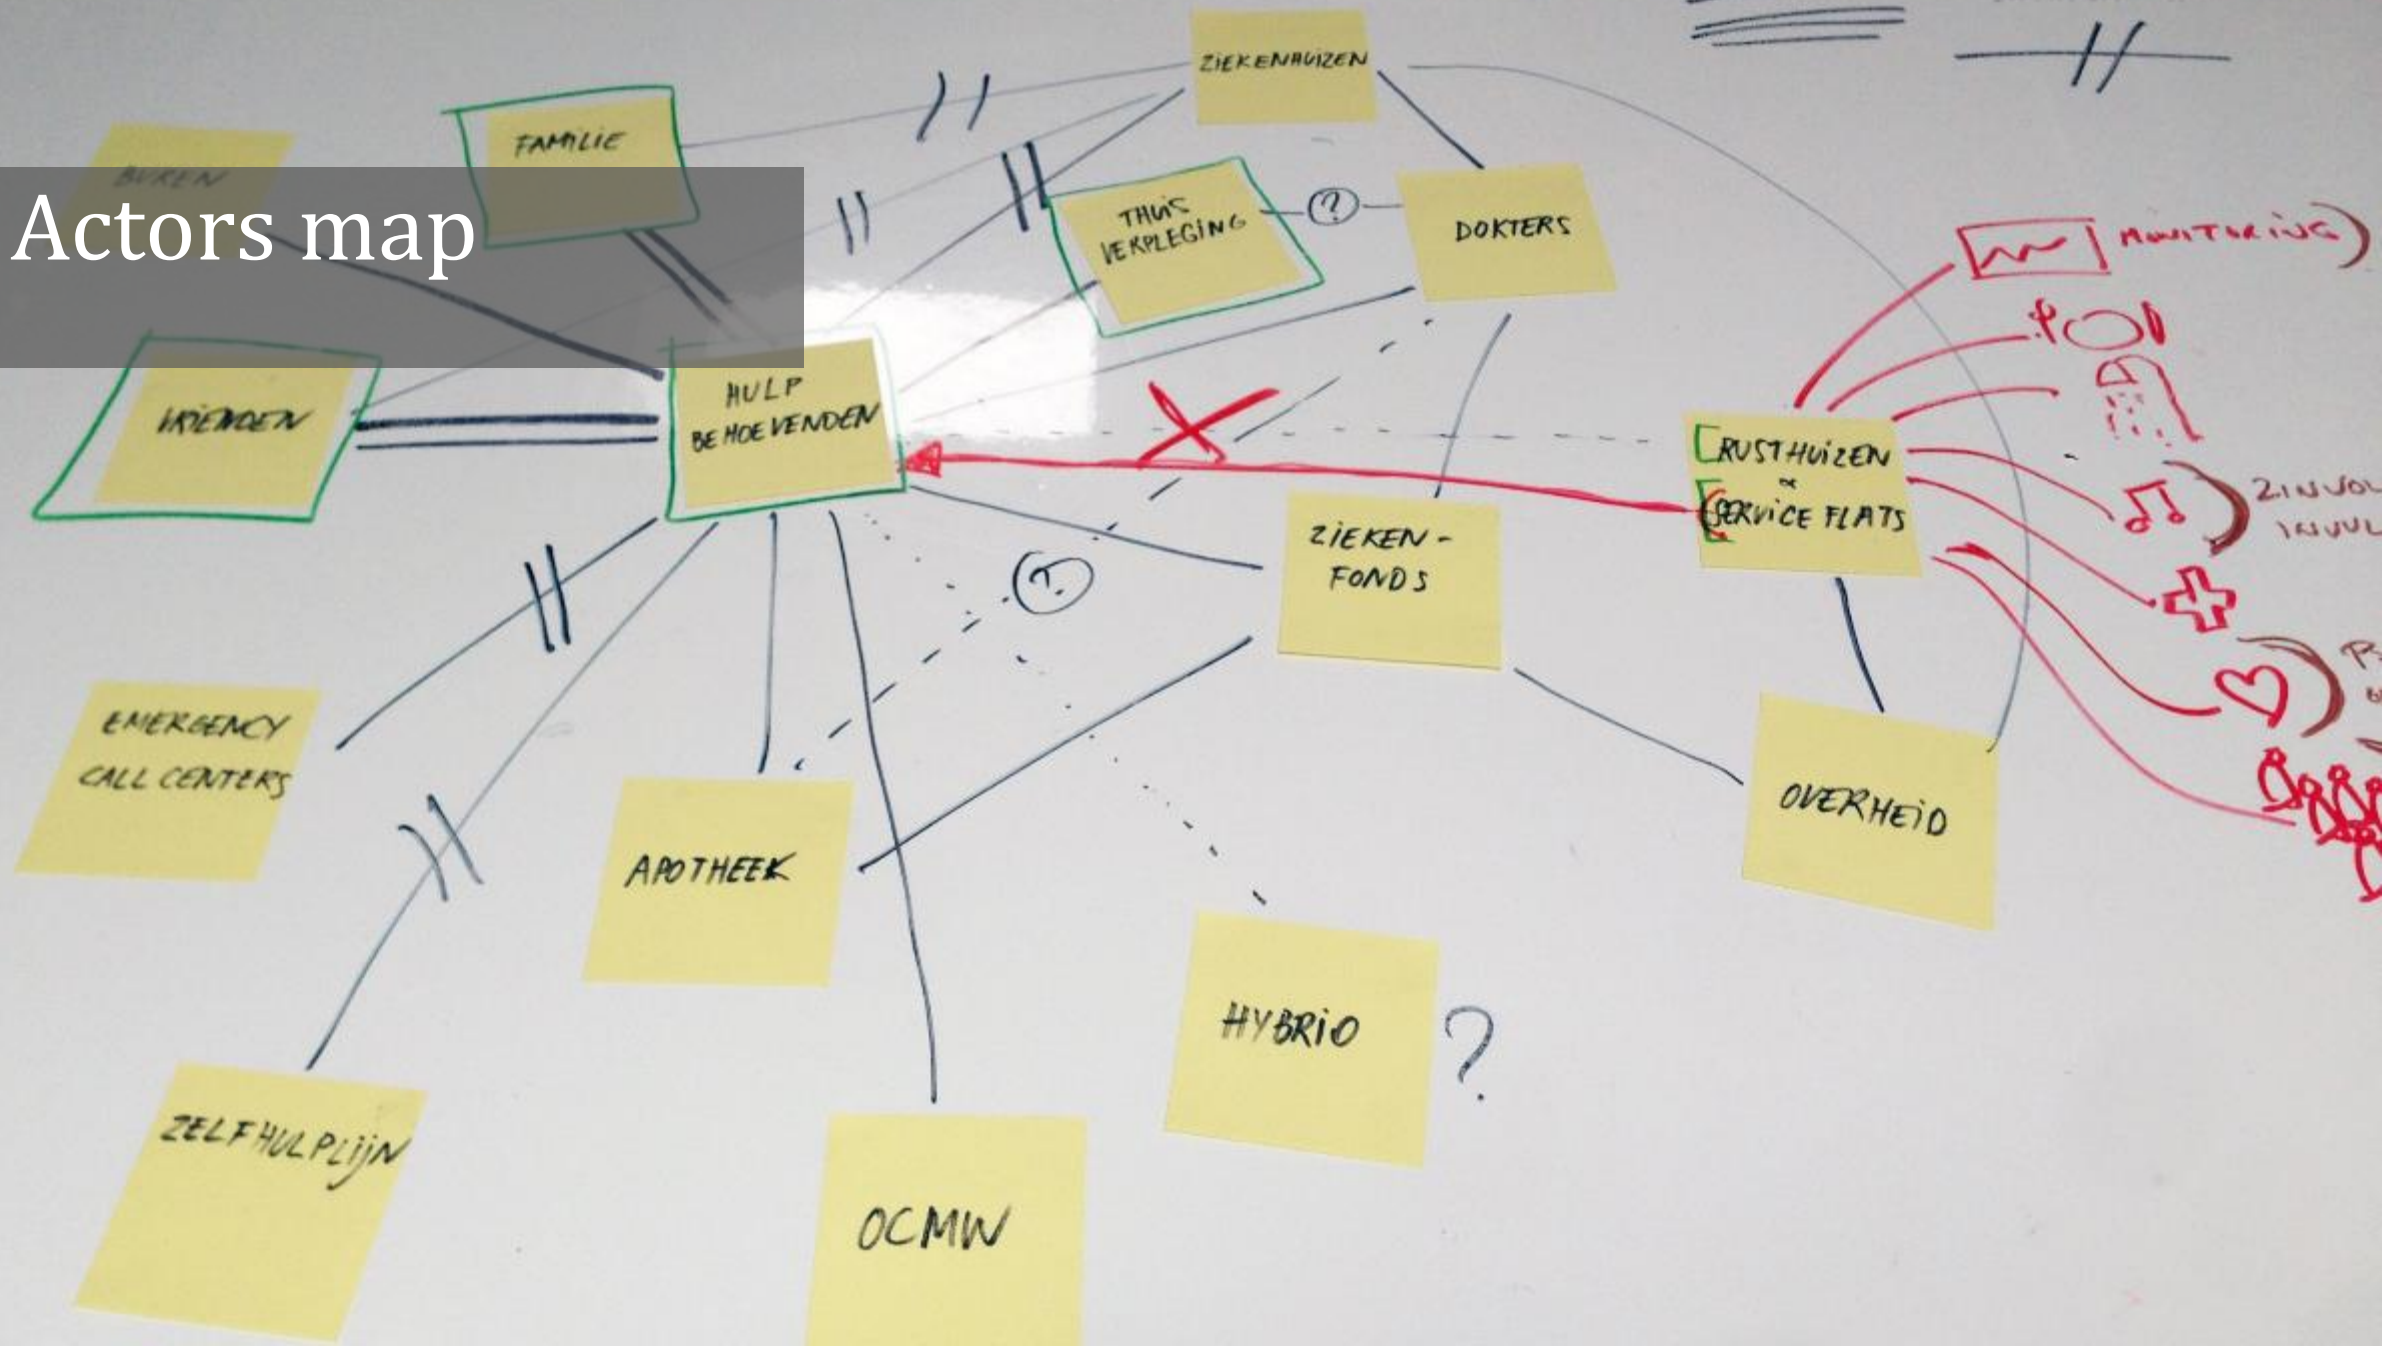 Actors map
ZIEKENHUIZEN
FAMILIE
BUREN
THUIS
VERPLEGING
?
DOKTERS
MONITORING
VRIENDEN
HULP
BEHOEVENDEN
RUSTHUIZEN
&
SERVICE FLATS
ZIEKEN-
FONDS
?
EMERGENCY
CALL CENTERS
OVERHEID
APOTHEEK
HYBRID
?
ZELFHULPLIJN
OCMW